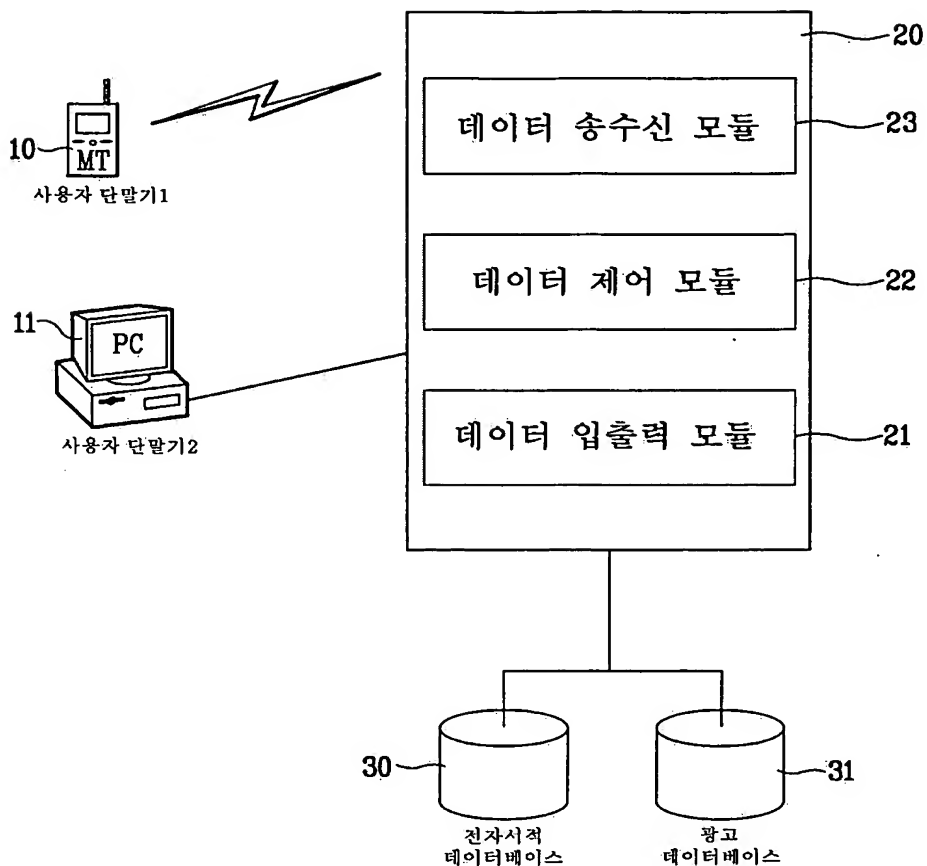 20
데이터 송수신 모듈
23
10
MT
사용자 단말기1
데이터 제어 모듈
22
11
PC
사용자 단말기2
데이터 입출력 모듈
21
30
31
전자서적
데이터베이스
광고
데이터베이스